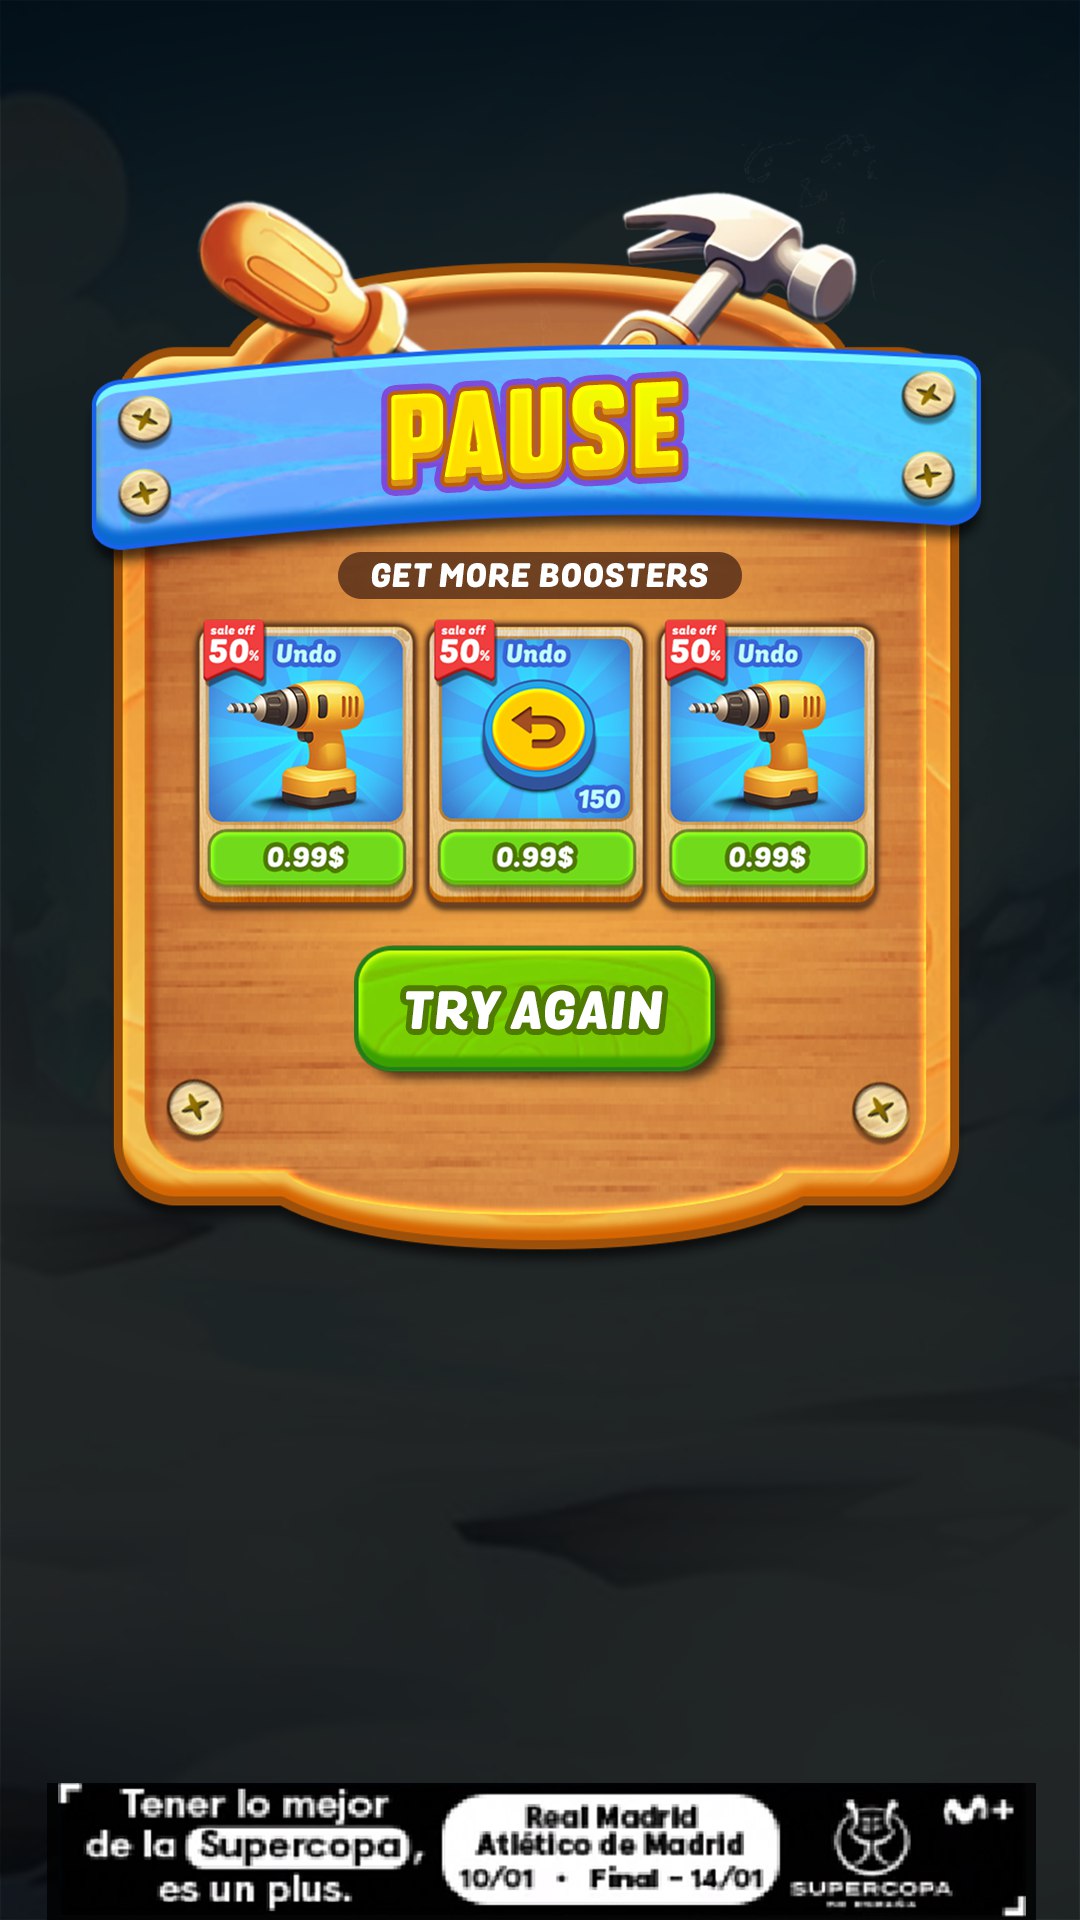 PAUSE
GET MORE BOOSTERS
sale off
50%
Undo
0.99$
sale off
50%
Undo
150
0.99$
sale off
50%
Undo
0.99$
TRY AGAIN
Tener lo mejor
de la Supercopa,
es un plus.
Real Madrid
Atlético de Madrid
10/01 • Final - 14/01
SUPERCOPA
DE ESPAÑA
M+